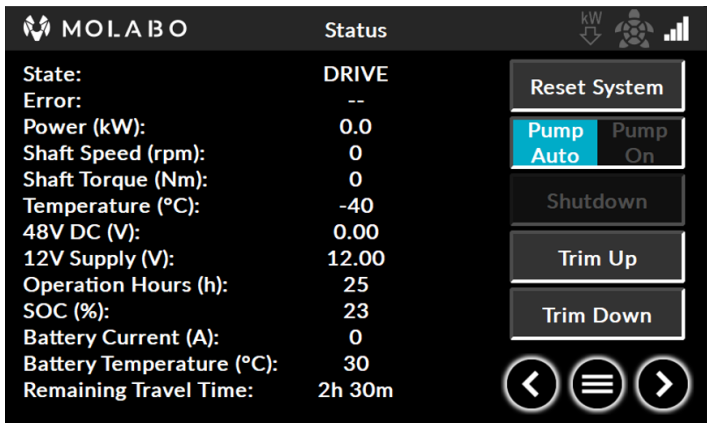 MOLABO Status kW
State: DRIVE
Error: --
Power (kW): 0.0
Shaft Speed (rpm): 0
Shaft Torque (Nm): 0
Temperature (ºC): -40
48V DC (V): 0.00
12V Supply (V): 12.00
Operation Hours (h): 25
SOC (%): 23
Battery Current (A): 0
Battery Temperature (ºC): 30
Remaining Travel Time: 2h 30m
Reset System
Pump Pump
Auto On
Shutdown
Trim Up
Trim Down